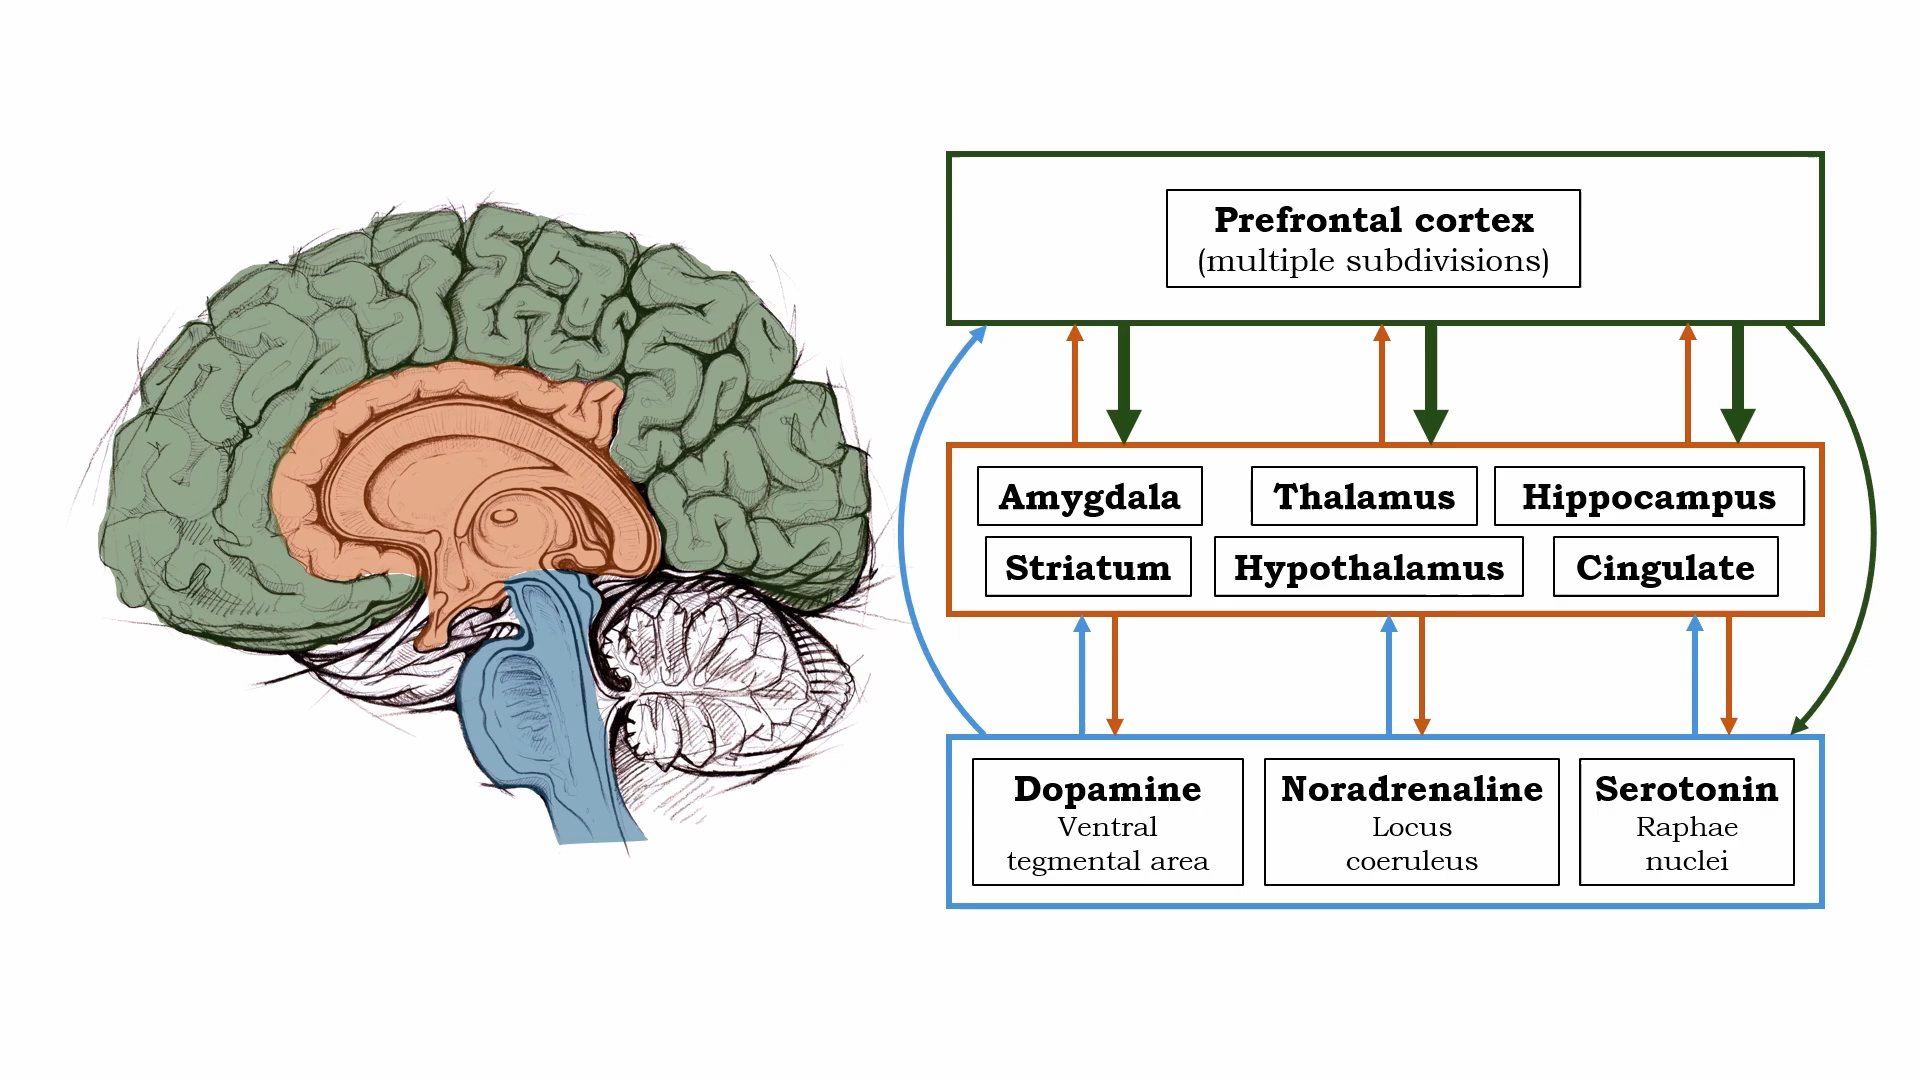 Prefrontal cortex
(multiple subdivisions)
Amygdala
Thalamus
Hippocampus
Striatum
Hypothalamus
Cingulate
Dopamine
Ventral
tegmental area
Noradrenaline
Locus
coeruleus
Serotonin
Raphae
nuclei